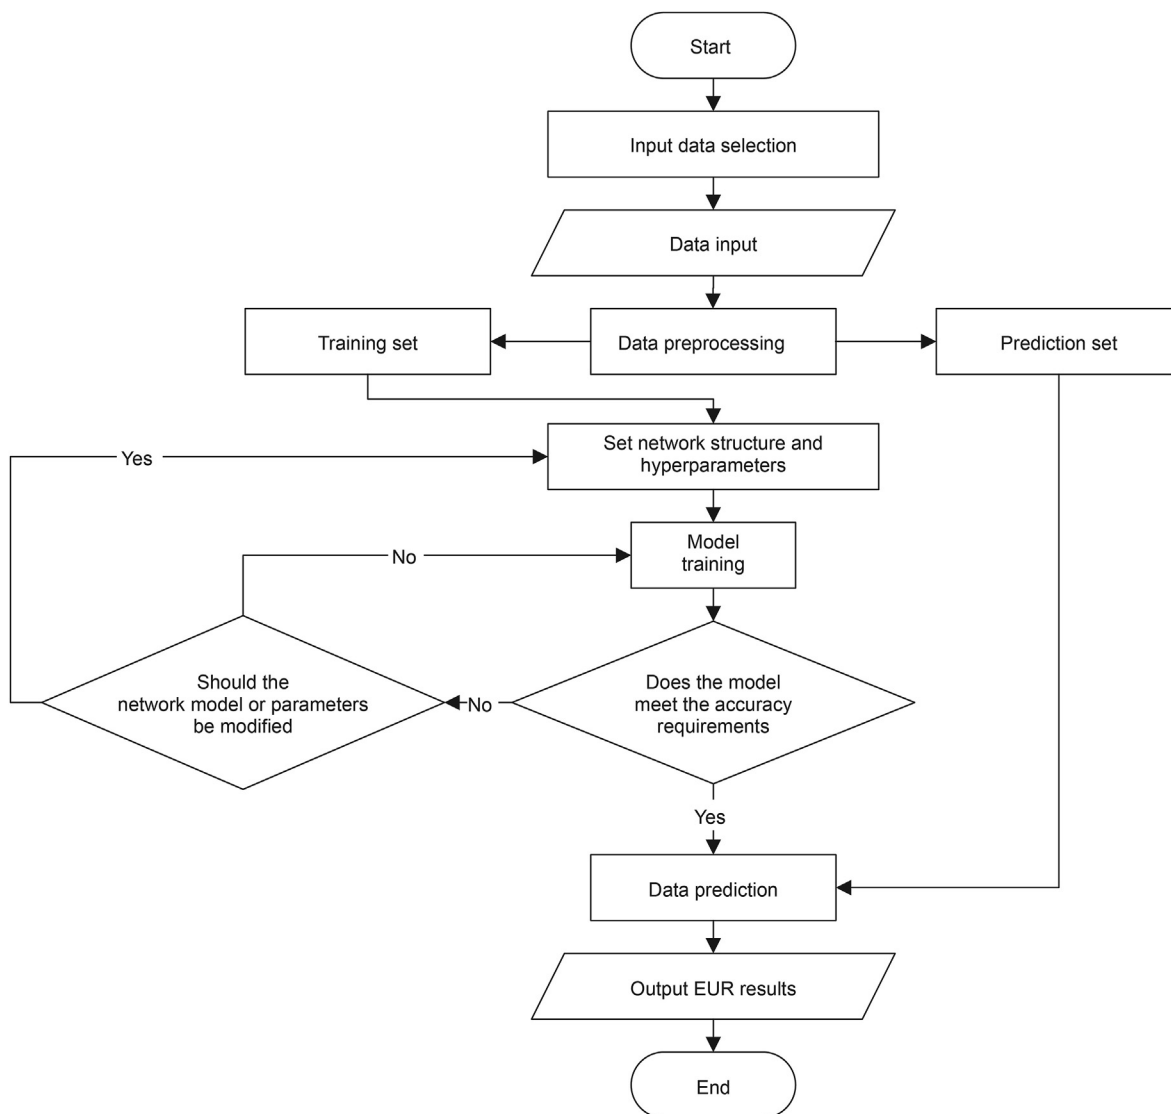 Start
Input data selection
Data input
Training set
Data preprocessing
Prediction set
Set network structure and
hyperparameters
Yes
Model
training
No
Should the
network model or parameters
be modified
No
Does the model
meet the accuracy
requirements
Yes
Data prediction
Output EUR results
End